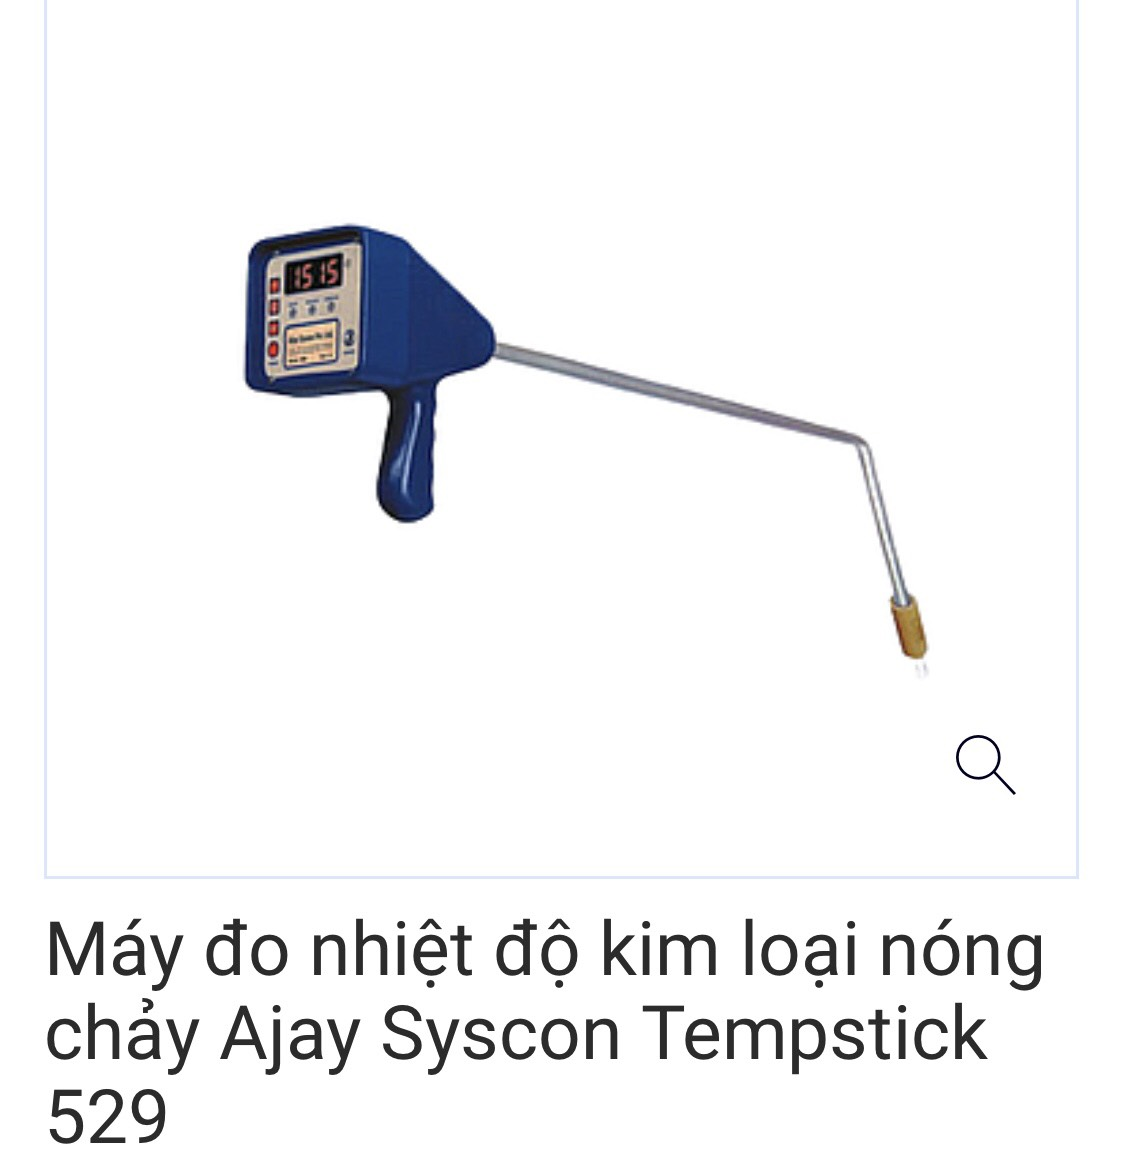 1515
Máy đo nhiệt độ kim loại nóng
chảy Ajay Syscon Tempstick
529